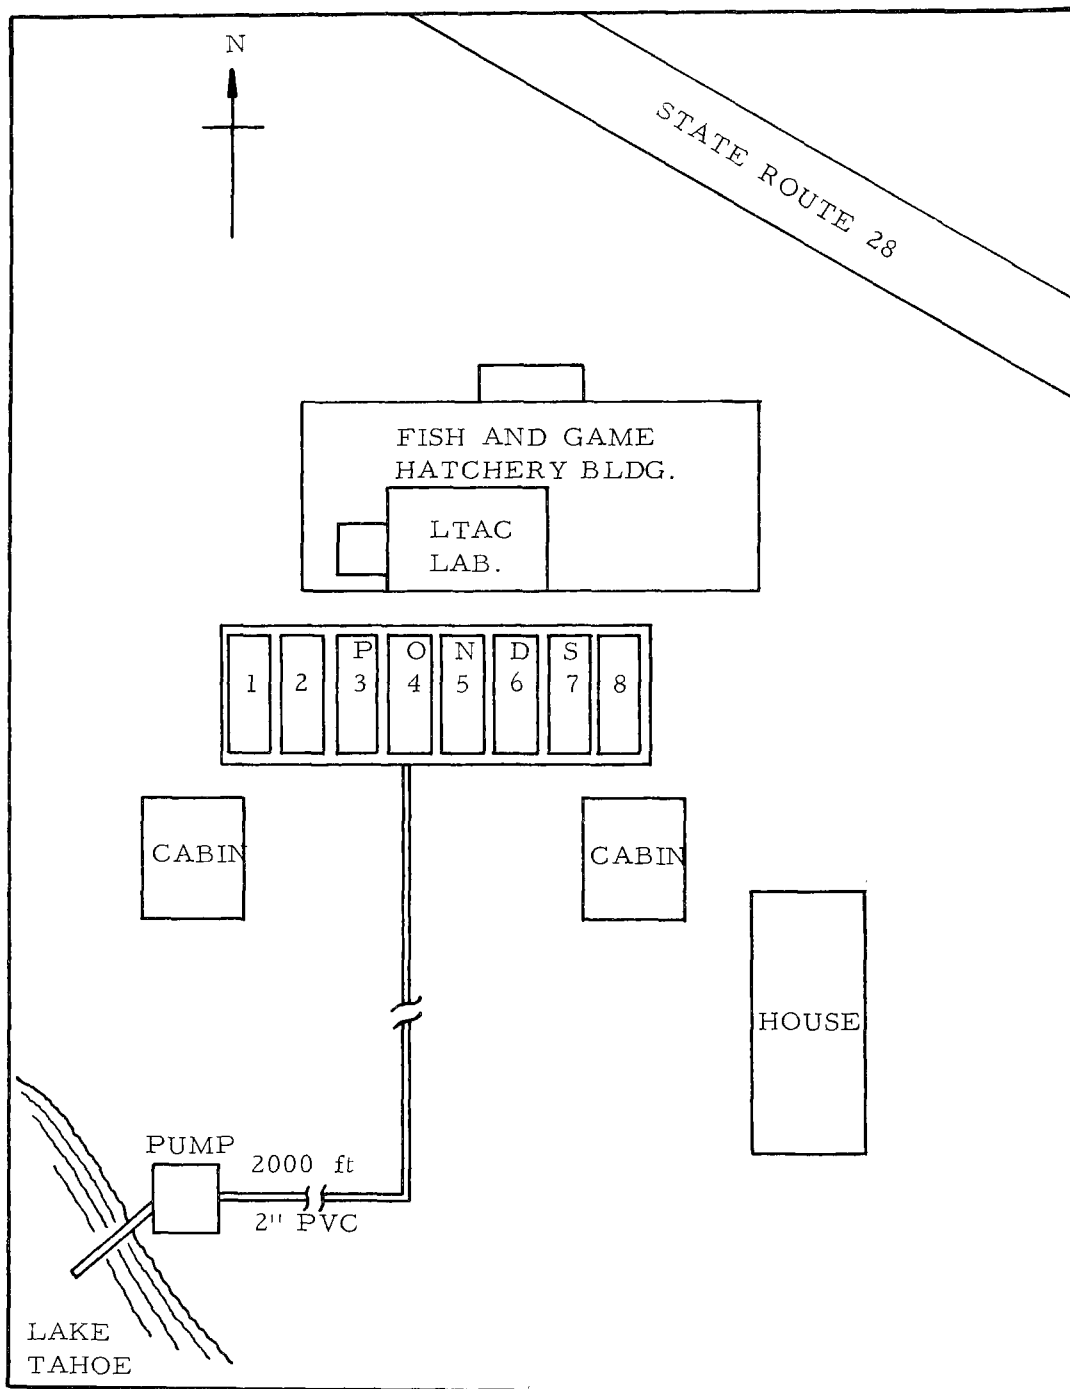 N
STATE ROUTE 28
FISH AND GAME
HATCHERY BLDG.
LTAC
LAB.
P O N D S
1 2 3 4 5 6 7 8
CABIN
CABIN
HOUSE
PUMP
2000 ft
2" PVC
LAKE
TAHOE